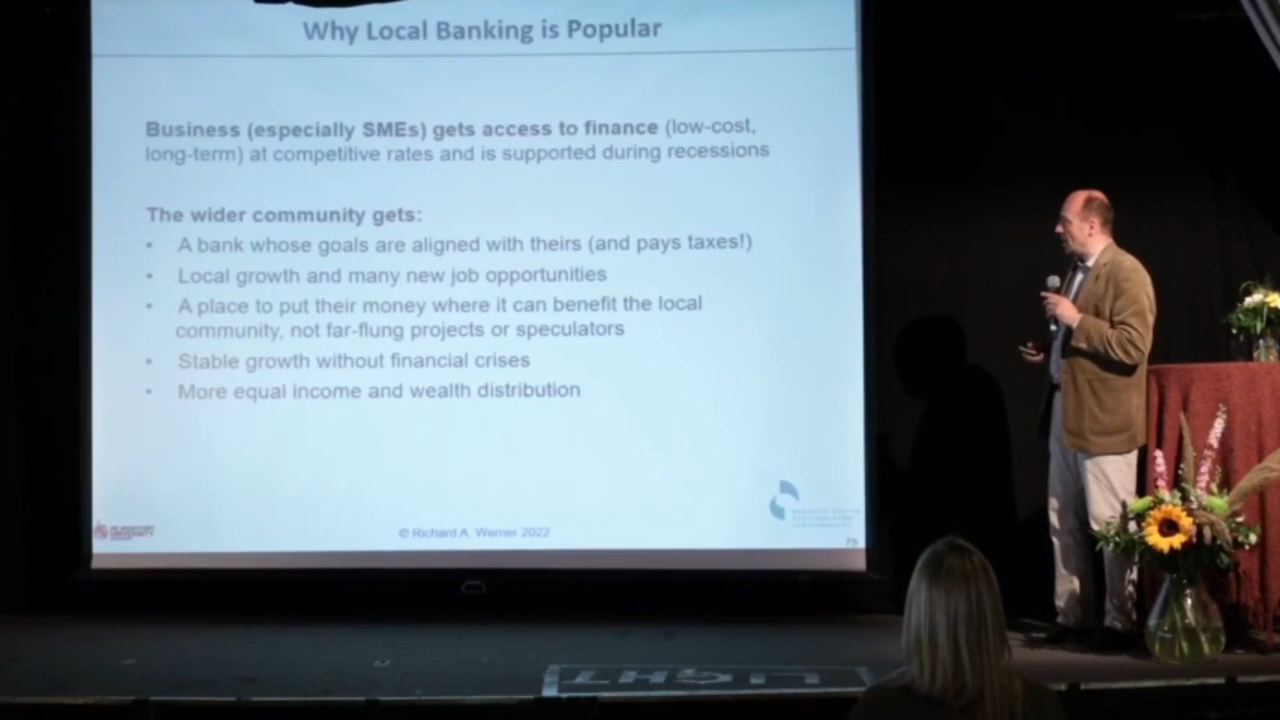 Why Local Banking is Popular
Business (especially SMEs) gets access to finance (low-cost,
long-term) at competitive rates and is supported during recessions
The wider community gets:
• A bank whose goals are aligned with theirs (and pays taxes!)
• Local growth and many new job opportunities
• A place to put their money where it can benefit the local
community, not far-flung projects or speculators
• Stable growth without financial crises
• More equal income and wealth distribution
© Richard A. Werner 2022
79
LIGHT